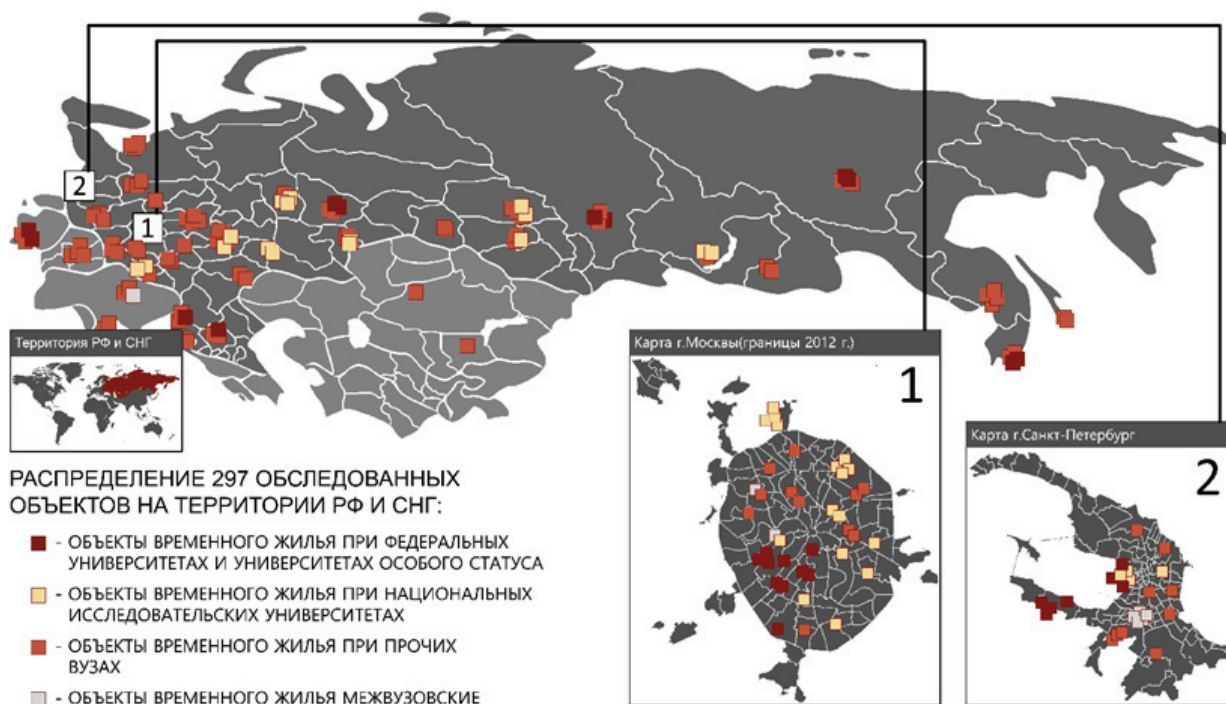 2
1
Территория РФ и СНГ
РАСПРЕДЕЛЕНИЕ 297 ОБСЛЕДОВАННЫХ
ОБЪЕКТОВ НА ТЕРРИТОРИИ РФ И СНГ:
- ОБЪЕКТЫ ВРЕМЕННОГО ЖИЛЬЯ ПРИ ФЕДЕРАЛЬНЫХ
УНИВЕРСИТЕТАХ И УНИВЕРСИТЕТАХ ОСОБОГО СТАТУСА
- ОБЪЕКТЫ ВРЕМЕННОГО ЖИЛЬЯ ПРИ НАЦИОНАЛЬНЫХ
ИССЛЕДОВАТЕЛЬСКИХ УНИВЕРСИТЕТАХ
- ОБЪЕКТЫ ВРЕМЕННОГО ЖИЛЬЯ ПРИ ПРОЧИХ
ВУЗАХ
- ОБЪЕКТЫ ВРЕМЕННОГО ЖИЛЬЯ МЕЖВУЗОВСКИЕ
Карта г.Москвы(границы 2012 г.)
1
Карта г.Санкт-Петербург
2